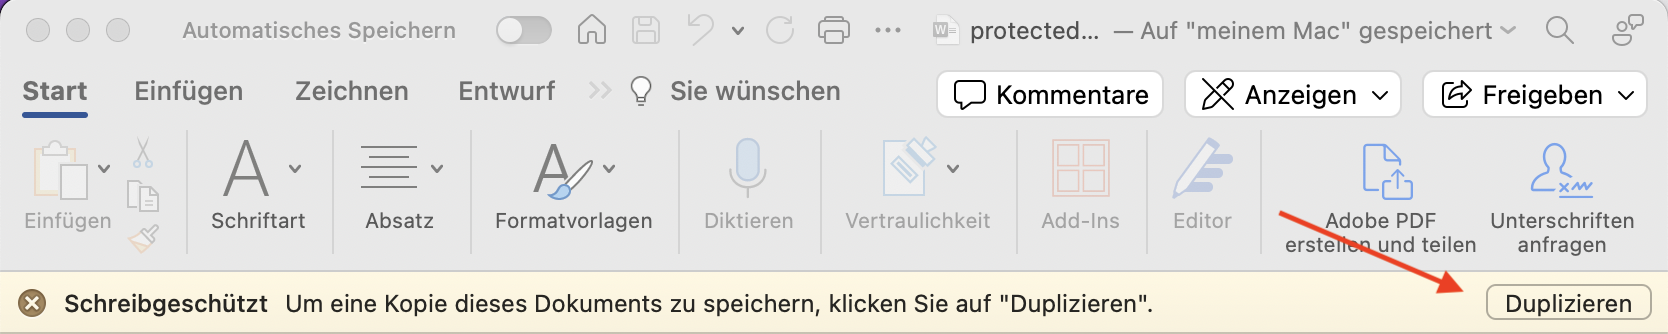 Automatisches Speichern protected... — Auf "meinem Mac" gespeichert
Start Einfügen Zeichnen Entwurf Sie wünschen Kommentare Anzeigen Freigeben
Einfügen Schriftart Absatz Formatvorlagen Diktieren Vertraulichkeit Add-Ins Editor Adobe PDF Unterschriften
erstellen und teilen anfragen
Schreibgeschützt Um eine Kopie dieses Dokuments zu speichern, klicken Sie auf "Duplizieren". Duplizieren